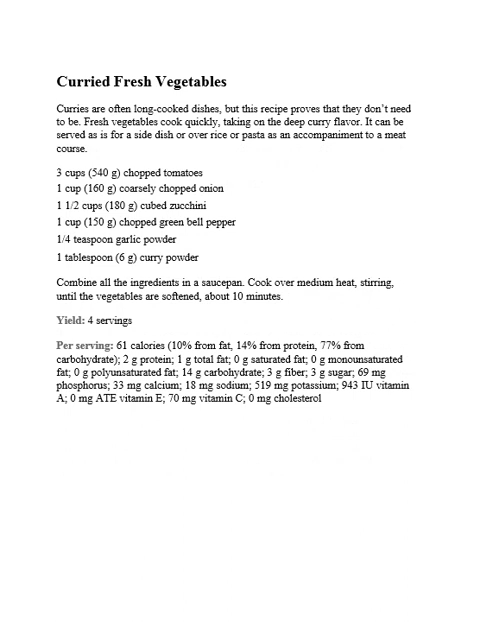 Curried Fresh Vegetables
Curries are often long-cooked dishes, but this recipe proves that they don’t need
to be. Fresh vegetables cook quickly, taking on the deep curry flavor. It can be
served as is for a side dish or over rice or pasta as an accompaniment to a meat
course.
3 cups (540 g) chopped tomatoes
1 cup (160 g) coarsely chopped onion
1 1/2 cups (180 g) cubed zucchini
1 cup (150 g) chopped green bell pepper
1/4 teaspoon garlic powder
1 tablespoon (6 g) curry powder
Combine all the ingredients in a saucepan. Cook over medium heat, stirring,
until the vegetables are softened, about 10 minutes.
Yield: 4 servings
Per serving: 61 calories (10% from fat, 14% from protein, 77% from
carbohydrate); 2 g protein; 1 g total fat; 0 g saturated fat; 0 g monounsaturated
fat; 0 g polyunsaturated fat; 14 g carbohydrate; 3 g fiber; 3 g sugar; 69 mg
phosphorus; 33 mg calcium; 18 mg sodium; 519 mg potassium; 943 IU vitamin
A; 0 mg ATE vitamin E; 70 mg vitamin C; 0 mg cholesterol